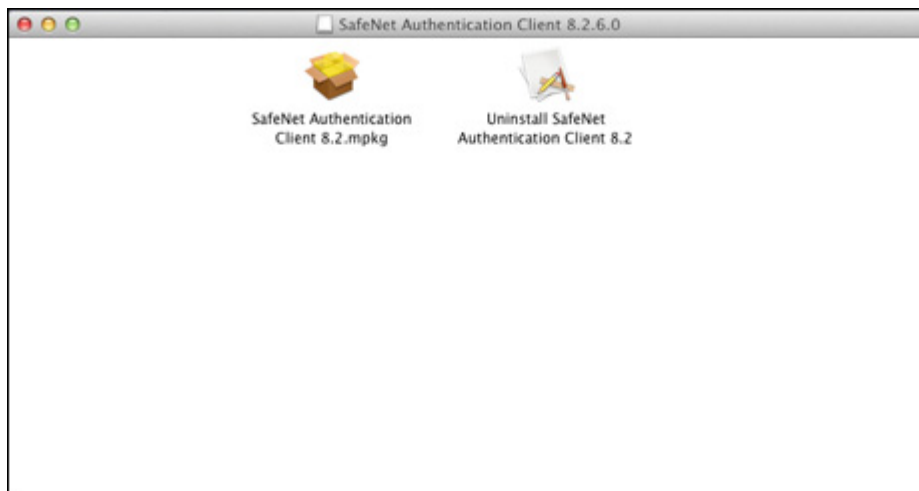 SafeNet Authentication Client 8.2.6.0
SafeNet Authentication
Client 8.2.mpkg
Uninstall SafeNet
Authentication Client 8.2